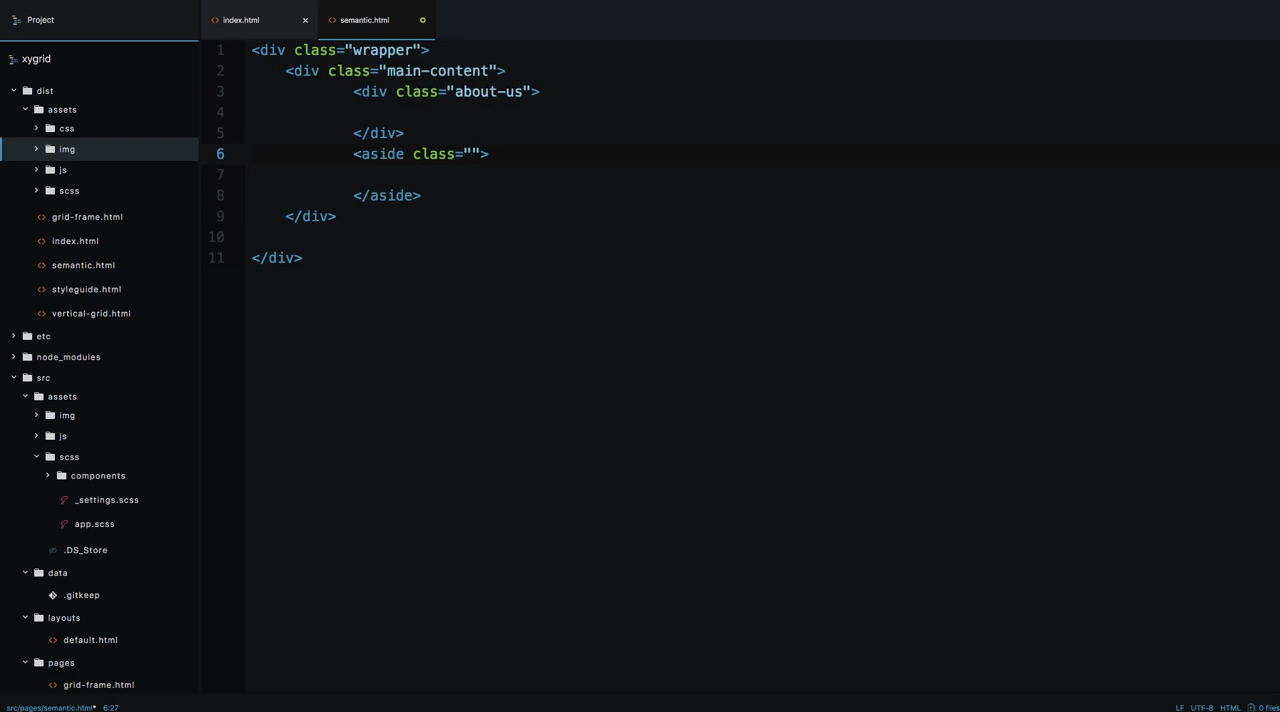 Project
index.html
semantic.html
xygrid
dist
assets
css
img
js
scss
grid-frame.html
index.html
semantic.html
styleguide.html
vertical-grid.html
etc
node_modules
src
assets
img
js
scss
components
_settings.scss
app.scss
.DS_Store
data
.gitkeep
layouts
default.html
pages
grid-frame.html
1 <div class="wrapper">
2 <div class="main-content">
3 <div class="about-us">
4
5 </div>
6 <aside class="">
7
8 </aside>
9 </div>
10
11 </div>
src/pages/semantic.html* 6:27
LF UTF-8 HTML 0 files